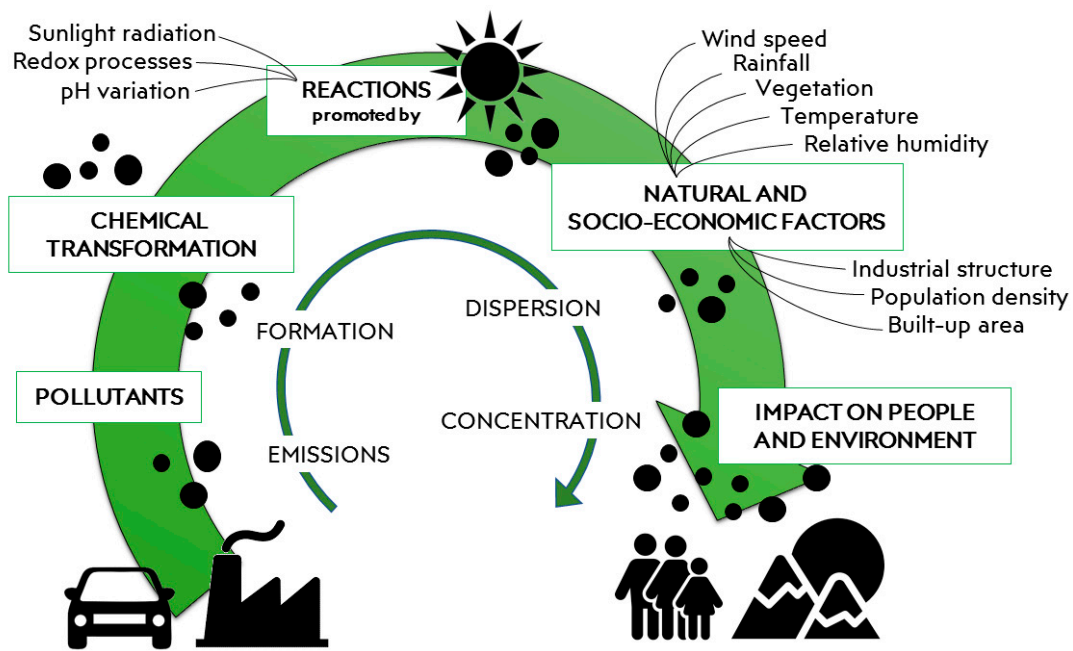 Sunlight radiation
Redox processes
pH variation
REACTIONS
promoted by
Wind speed
Rainfall
Vegetation
Temperature
Relative humidity
CHEMICAL
TRANSFORMATION
NATURAL AND
SOCIO-ECONOMIC FACTORS
Industrial structure
Population density
Built-up area
FORMATION
DISPERSION
POLLUTANTS
EMISSIONS
CONCENTRATION
IMPACT ON PEOPLE
AND ENVIRONMENT